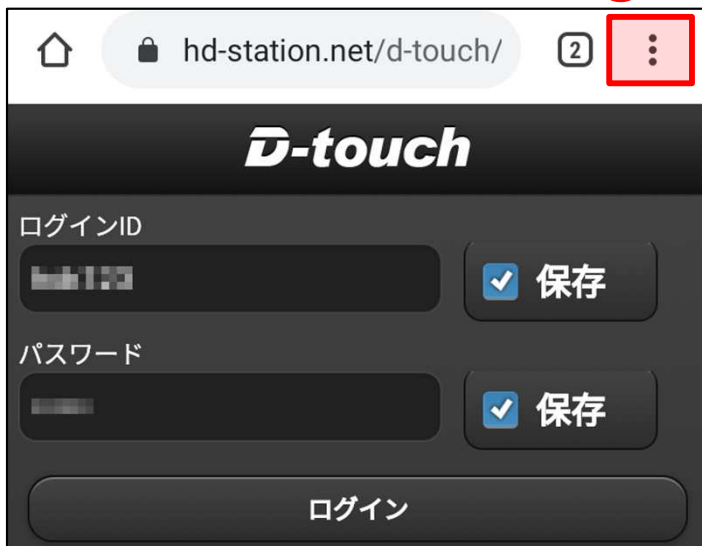 hd-station.net/d-touch/ 2
D-touch
ログインID
保存
パスワード
保存
ログイン